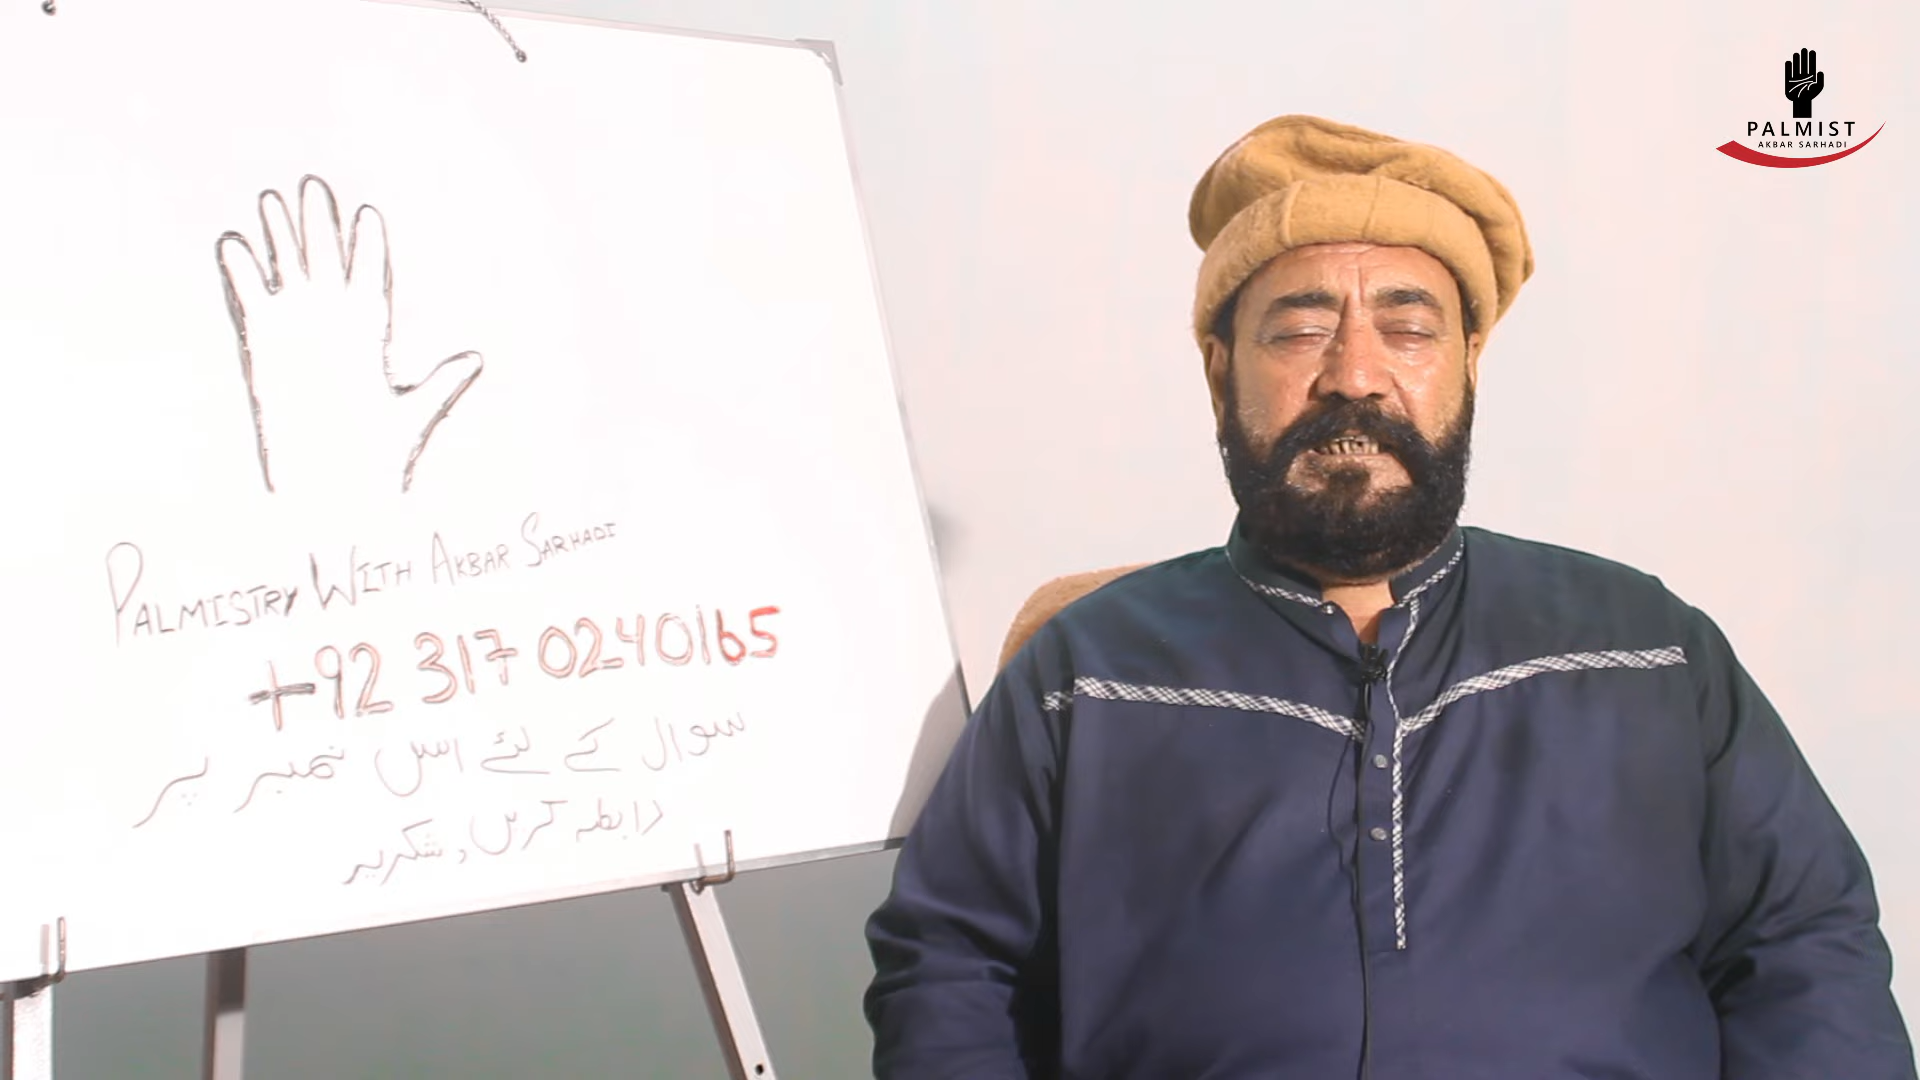 PALMISTRY WITH AKBAR SARHADI
+92 317 0240165
سوال کے لئے اس نمبر پر
رابطہ کریں، شکریہ
PALMIST
AKBAR SARHADI